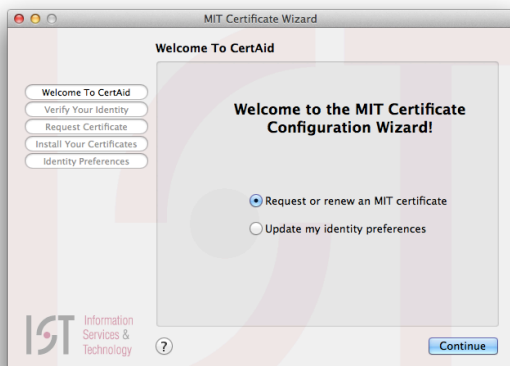 MIT Certificate Wizard
Welcome To CertAid
Welcome To CertAid
Verify Your Identity
Request Certificate
Install Your Certificates
Identity Preferences
Welcome to the MIT Certificate
Configuration Wizard!
Request or renew an MIT certificate
Update my identity preferences
IST
Information
Services &
Technology
?
Continue